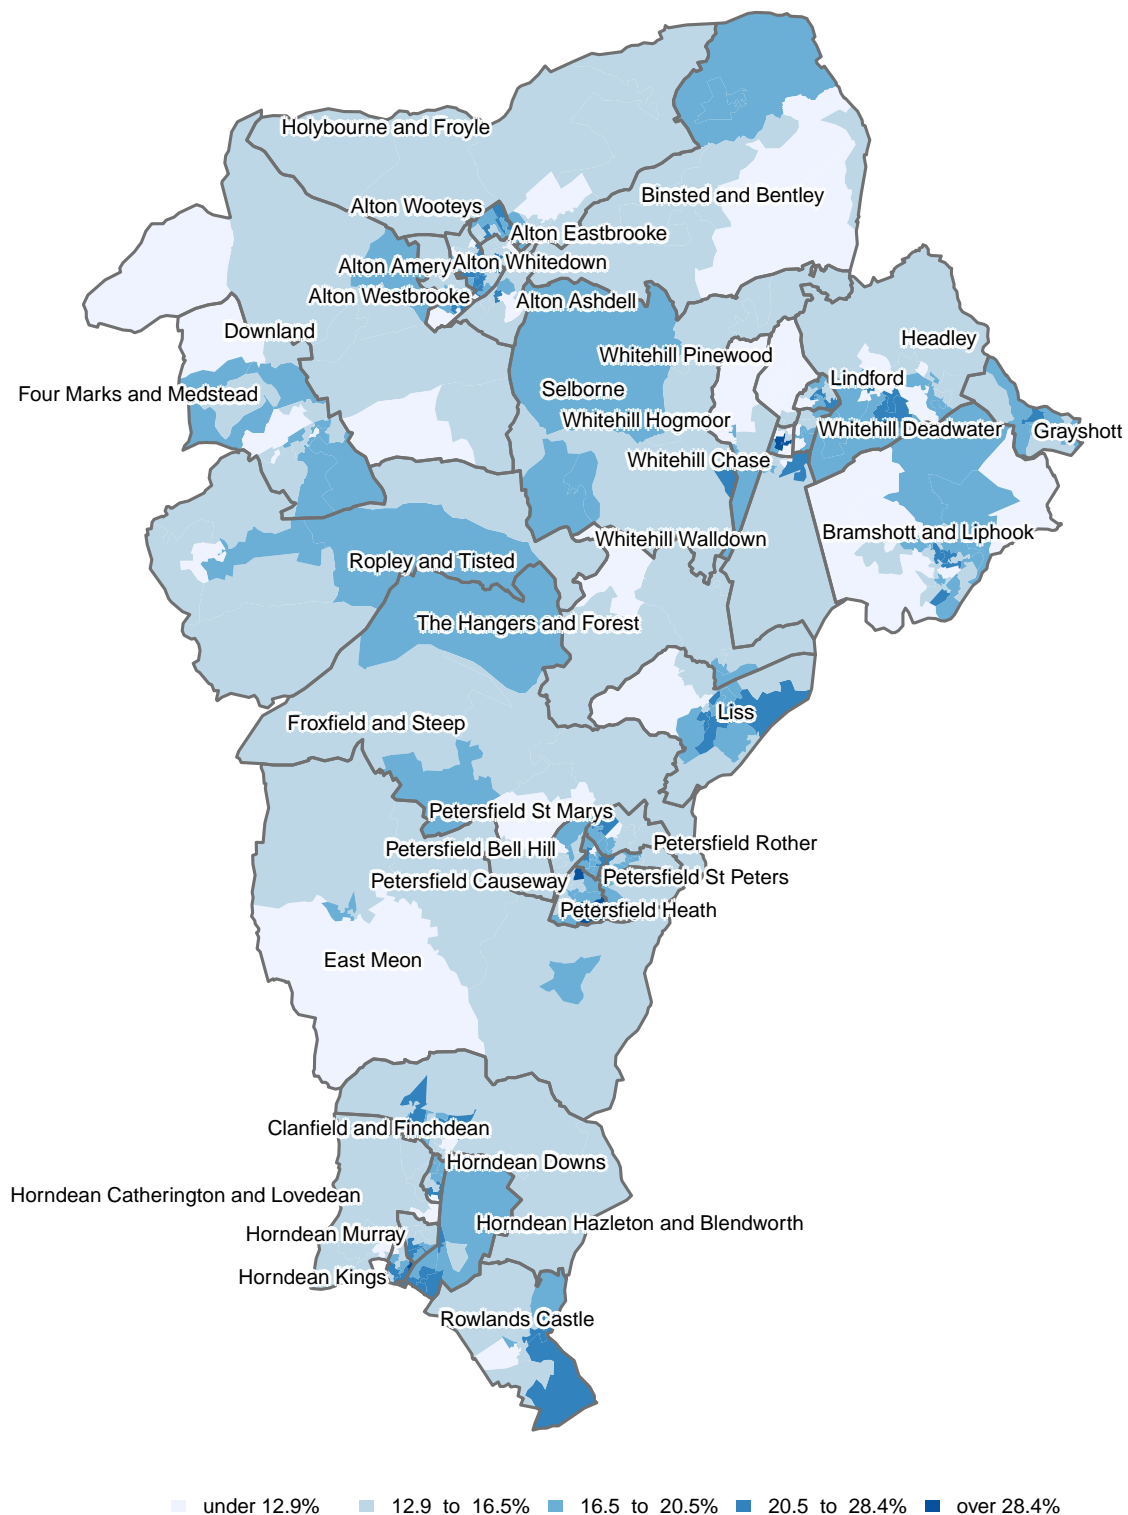 Holybourne and Froyle
Binsted and Bentley
Alton Wooteys
Alton Eastbrooke
Alton Amery
Alton Whitedown
Alton Westbrooke
Alton Ashdell
Downland
Headley
Whitehill Pinewood
Lindford
Four Marks and Medstead
Selborne
Whitehill Hogmoor
Whitehill Deadwater
Grayshott
Whitehill Chase
Bramshott and Liphook
Whitehill Walldown
Ropley and Tisted
The Hangers and Forest
Liss
Froxfield and Steep
Petersfield St Marys
Petersfield Rother
Petersfield Bell Hill
Petersfield St Peters
Petersfield Causeway
Petersfield Heath
East Meon
Clanfield and Finchdean
Horndean Downs
Horndean Catherington and Lovedean
Horndean Hazleton and Blendworth
Horndean Murray
Horndean Kings
Rowlands Castle
under 12.9% 12.9 to 16.5% 16.5 to 20.5% 20.5 to 28.4% over 28.4%